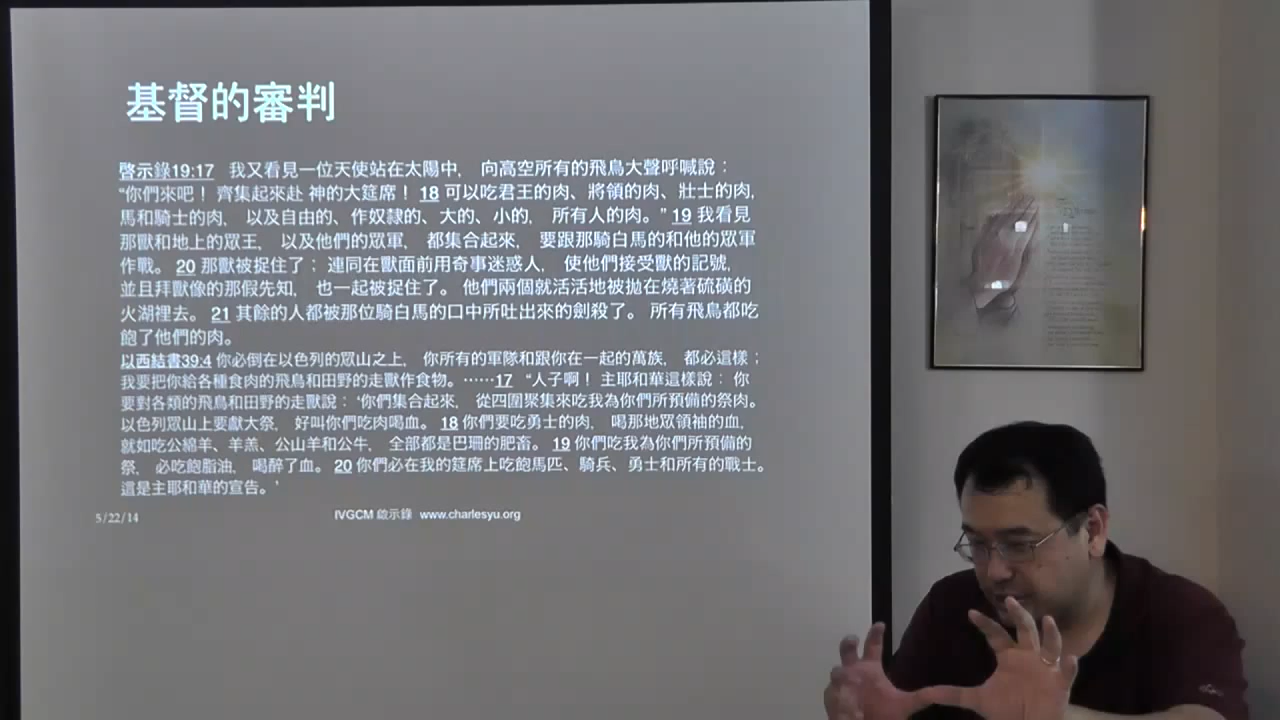 基督的審判
啓示錄19:17 我又看見一位天使站在太陽中， 向高空所有的飛鳥大聲呼喊說：
“你們來吧！ 齊集起來赴 神的大筵席！ 18 可以吃君王的肉、將領的肉、壯士的肉，
馬和騎士的肉， 以及自由的、作奴隸的、大的、小的， 所有人的肉。” 19 我看見
那獸和地上的眾王， 以及他們的眾軍， 都集合起來， 要跟那騎白馬的和他的眾軍
作戰。 20 那獸被捉住了； 連同在獸面前用奇事迷惑人， 使他們接受獸的記號，
並且拜獸像的那假先知， 也一起被捉住了。 他們兩個就活活地被拋在燒著硫磺的
火湖裡去。 21 其餘的人都被那位騎白馬的口中所吐出來的劍殺了。 所有飛鳥都吃
飽了他們的肉。
以西結書39:4 你必倒在以色列的眾山之上， 你所有的軍隊和跟你在一起的萬族， 都必這樣；
我要把你給各種食肉的飛鳥和田野的走獸作食物。……17 “人子啊！ 主耶和華這樣說： 你
要對各類的飛鳥和田野的走獸說： ‘你們集合起來， 從四圍聚集來吃我為你們所預備的祭肉。
以色列眾山上要獻大祭， 好叫你們吃肉喝血。 18 你們要吃勇士的肉， 喝那地眾領袖的血，
就如吃公綿羊、羊羔、公山羊和公牛， 全部都是巴珊的肥畜。 19 你們吃我為你們所預備的
祭， 必吃飽脂油， 喝醉了血。 20 你們必在我的筵席上吃飽馬匹、騎兵、勇士和所有的戰士。
這是主耶和華的宣告。’
5/22/14 IVGCM 啟示錄 www.charlesyu.org